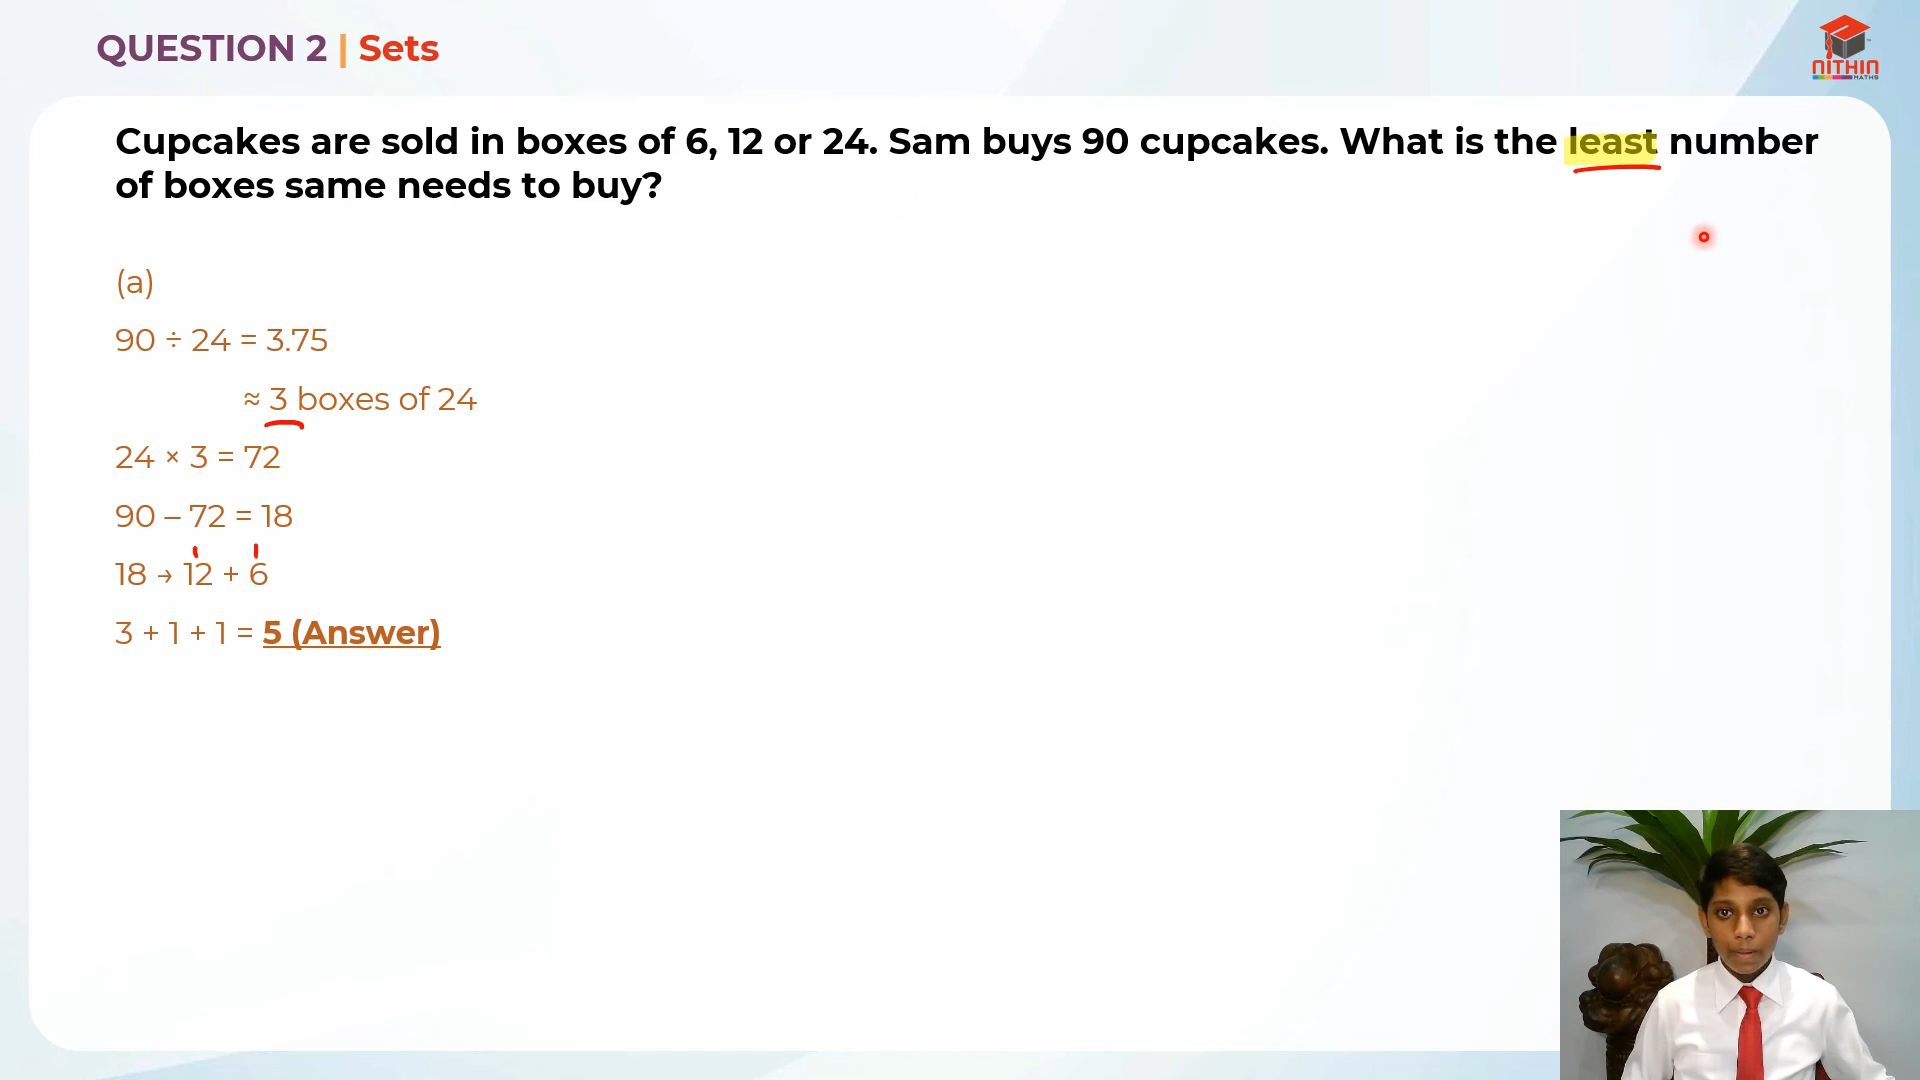 QUESTION 2 | Sets
NITHIN
MATHS
Cupcakes are sold in boxes of 6, 12 or 24. Sam buys 90 cupcakes. What is the least number
of boxes same needs to buy?
(a)
90 ÷ 24 = 3.75
≈ 3 boxes of 24
24 × 3 = 72
90 – 72 = 18
18 → 12 + 6
3 + 1 + 1 = 5 (Answer)